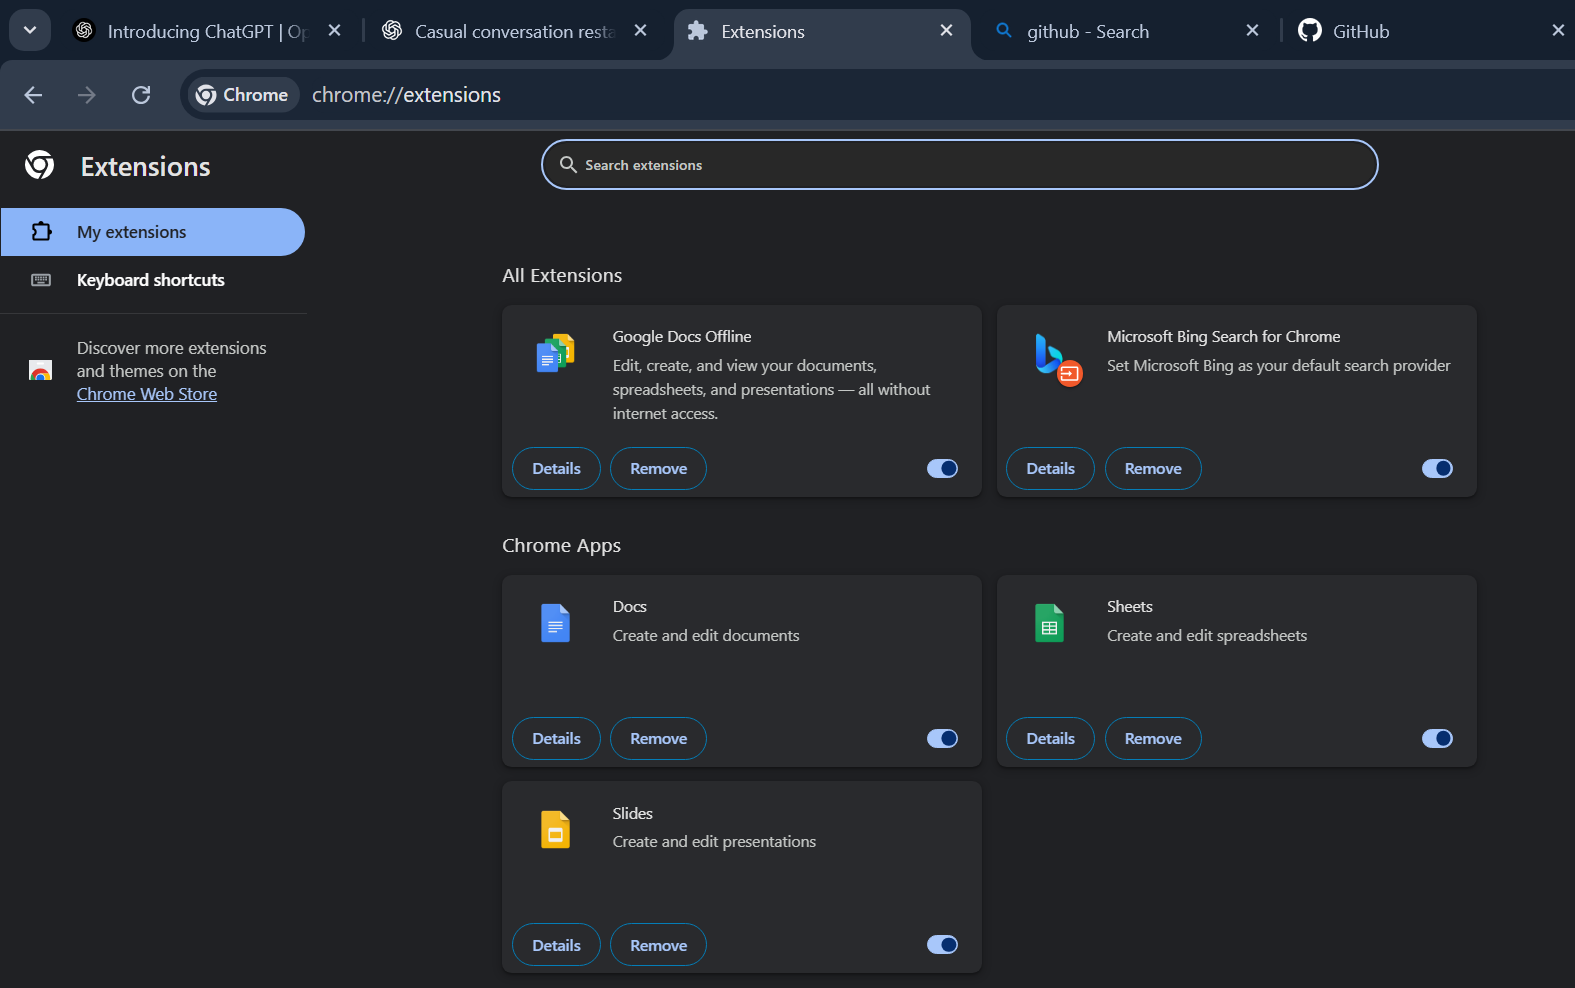 Introducing ChatGPT | Op
Casual conversation resta
Extensions
github - Search
GitHub
Chrome
chrome://extensions
Extensions
Search extensions
My extensions
Keyboard shortcuts
Discover more extensions
and themes on the
Chrome Web Store
All Extensions
Google Docs Offline
Edit, create, and view your documents,
spreadsheets, and presentations — all without
internet access.
Details
Remove
Microsoft Bing Search for Chrome
Set Microsoft Bing as your default search provider
Details
Remove
Chrome Apps
Docs
Create and edit documents
Details
Remove
Sheets
Create and edit spreadsheets
Details
Remove
Slides
Create and edit presentations
Details
Remove